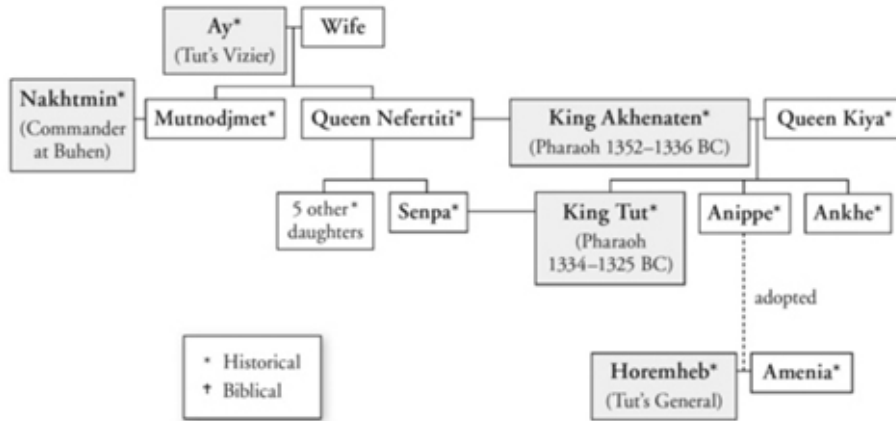 Ay*
(Tut's Vizier)
Wife
Nakhtmin*
(Commander
at Buhen)
Mutnodjmet*
Queen Nefertiti*
King Akhenaten*
(Pharaoh 1352–1336 BC)
Queen Kiya*
5 other*
daughters
Senpa*
King Tut*
(Pharaoh
1334–1325 BC)
Anippe*
Ankhe*
adopted
* Historical
✝ Biblical
Horemheb*
(Tut's General)
Amenia*